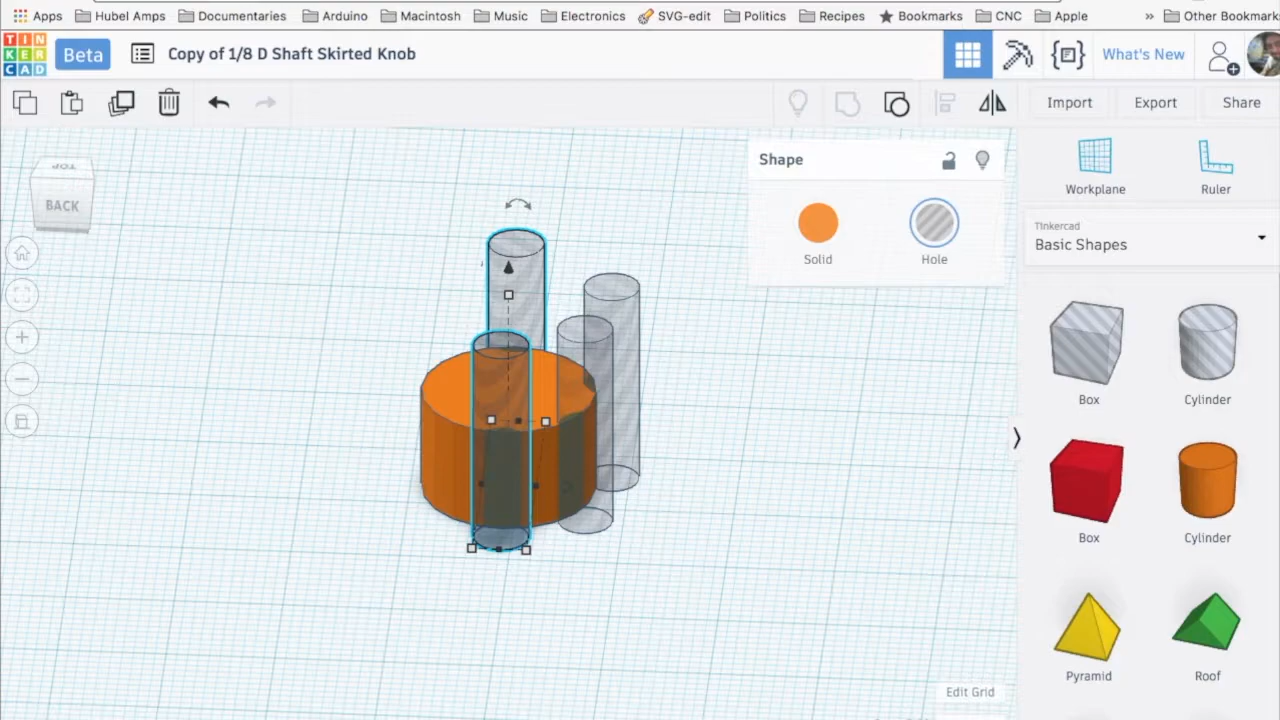 Apps Hubel Amps Documentaries Arduino Macintosh Music Electronics SVG-edit Politics Recipes Bookmarks CNC Apple » Other Bookmark
TIN KER CAD Beta Copy of 1/8 D Shaft Skirted Knob What's New
Import Export Share
TOP
BACK
Shape
Solid Hole
Workplane Ruler
Tinkercad
Basic Shapes
Box Cylinder
Box Cylinder
Pyramid Roof
Edit Grid